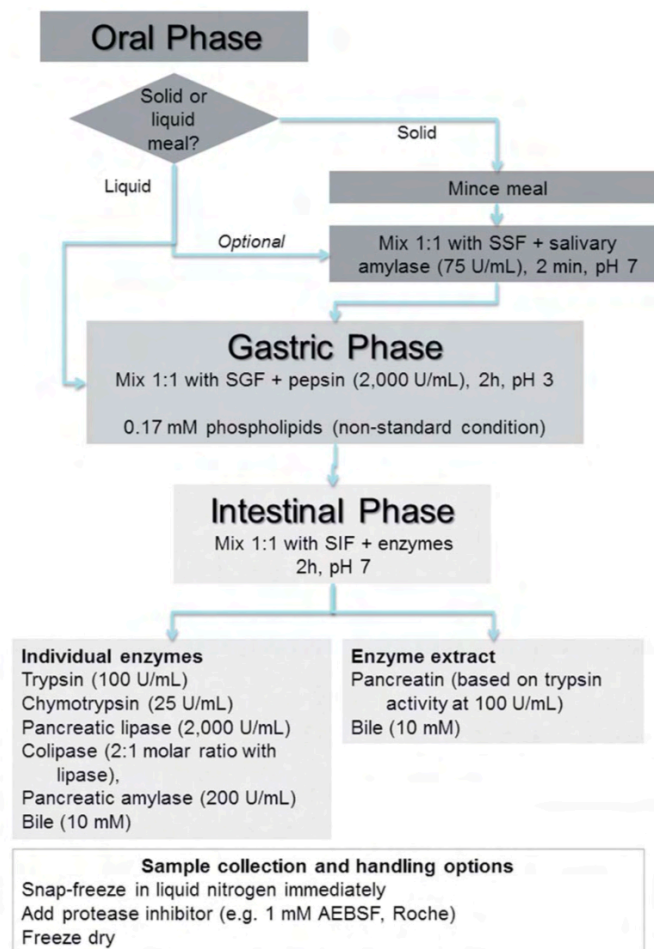 Oral Phase
Solid or
liquid
meal?
Solid
Liquid
Mince meal
Optional
Mix 1:1 with SSF + salivary
amylase (75 U/mL), 2 min, pH 7
Gastric Phase
Mix 1:1 with SGF + pepsin (2,000 U/mL), 2h, pH 3
0.17 mM phospholipids (non-standard condition)
Intestinal Phase
Mix 1:1 with SIF + enzymes
2h, pH 7
Individual enzymes
Trypsin (100 U/mL)
Chymotrypsin (25 U/mL)
Pancreatic lipase (2,000 U/mL)
Colipase (2:1 molar ratio with
lipase),
Pancreatic amylase (200 U/mL)
Bile (10 mM)
Enzyme extract
Pancreatin (based on trypsin
activity at 100 U/mL)
Bile (10 mM)
Sample collection and handling options
Snap-freeze in liquid nitrogen immediately
Add protease inhibitor (e.g. 1 mM AEBSF, Roche)
Freeze dry